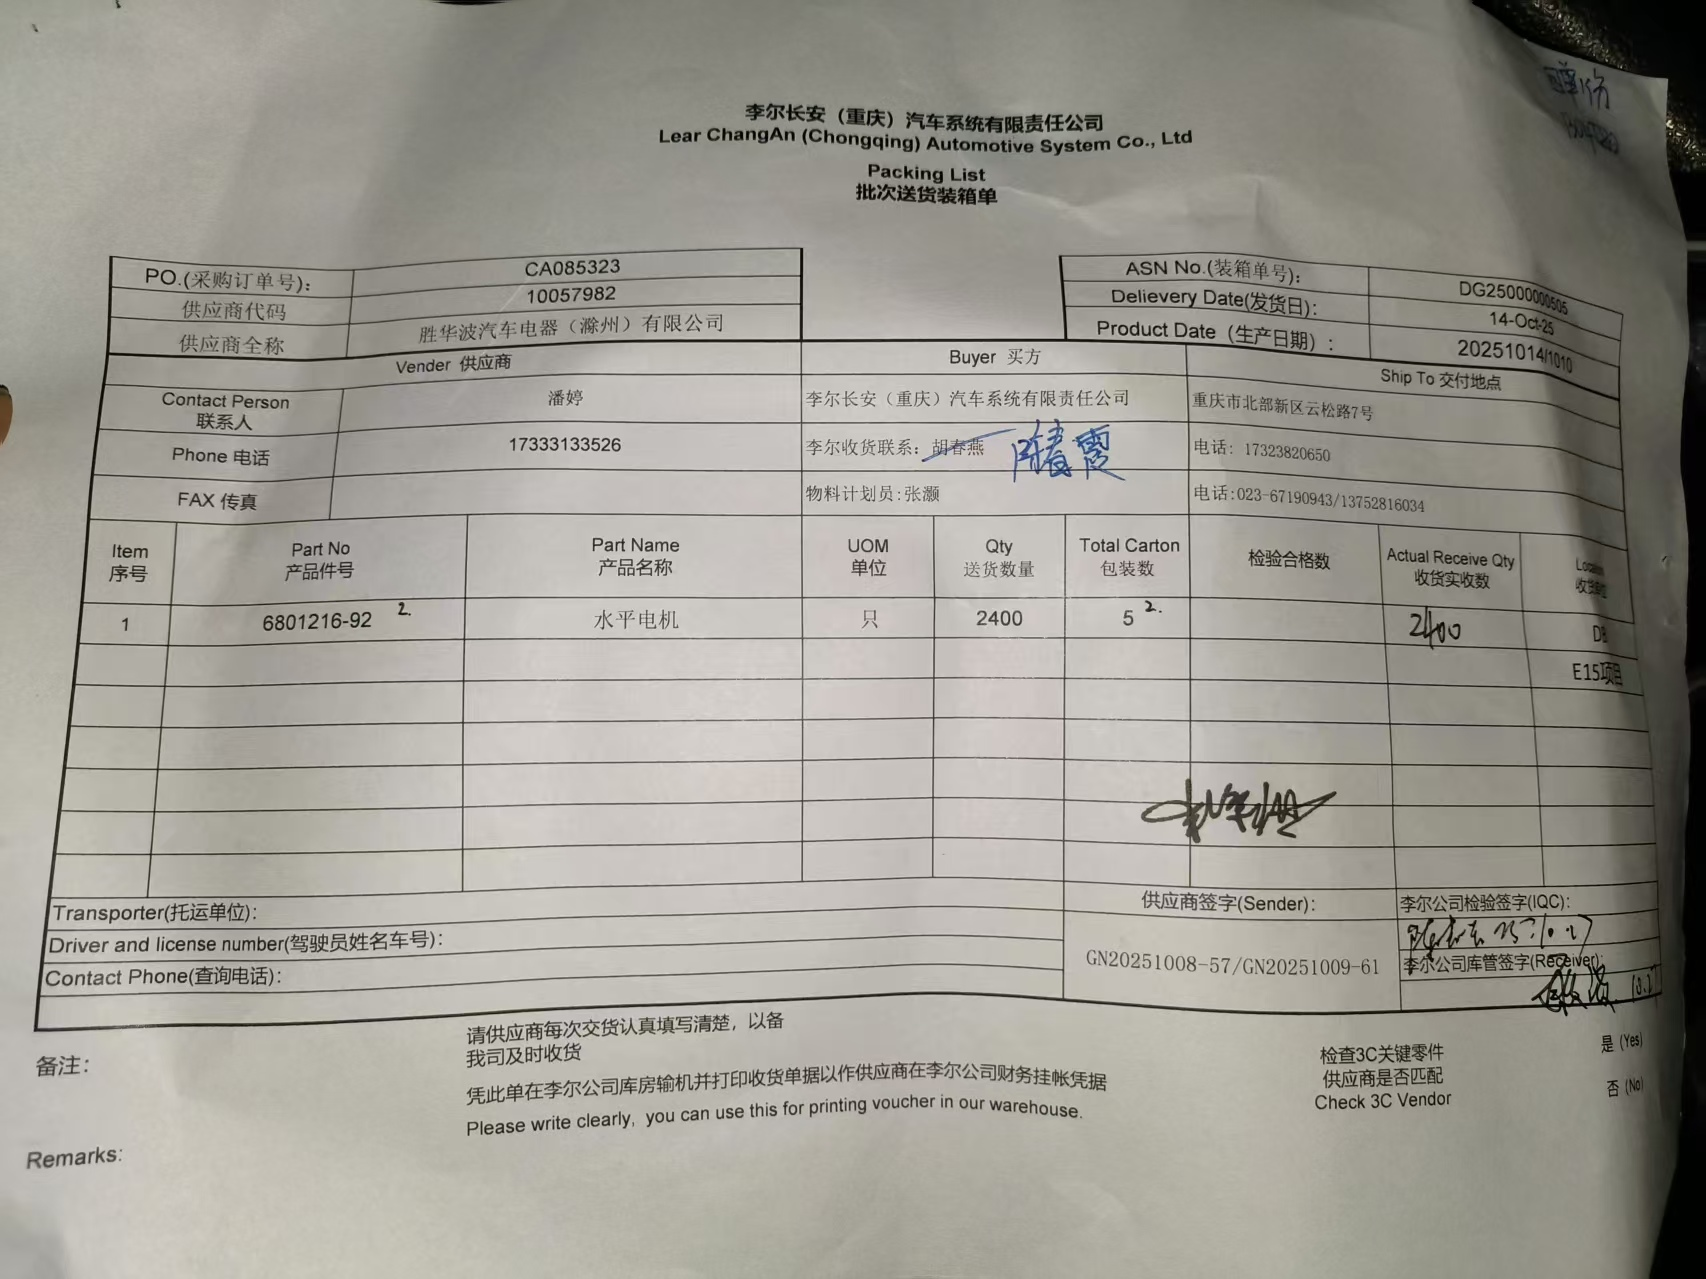 李尔长安（重庆）汽车系统有限责任公司
Lear ChangAn (Chongqing) Automotive System Co., Ltd
Packing List
批次送货装箱单
PO.(采购订单号): CA085323
供应商代码 10057982
供应商全称 胜华波汽车电器（滁州）有限公司
ASN No.(装箱单号): DG25000000505
Delievery Date(发货日): 14-Oct-25
Product Date（生产日期）: 20251014/1010
Vender 供应商 Buyer 买方 Ship To 交付地点
Contact Person 联系人 潘婷 李尔长安（重庆）汽车系统有限责任公司 重庆市北部新区云松路7号
Phone 电话 17333133526 李尔收货联系: 胡春燕 电话: 17323820650
FAX 传真 物料计划员:张灏 电话:023-67190943/13752816034
Item Part No Part Name UOM Qty Total Carton 检验合格数 Actual Receive Qty
序号 产品件号 产品名称 单位 送货数量 包装数 收货实收数
1 6801216-92 2. 水平电机 只 2400 5 2. 2400 D8
E15项目
Transporter(托运单位):
Driver and license number(驾驶员姓名车号):
Contact Phone(查询电话):
供应商签字(Sender):
GN20251008-57/GN20251009-61
李尔公司检验签字(IQC):
李尔公司库管签字(Receiver):
备注:
请供应商每次交货认真填写清楚，以备
我司及时收货
凭此单在李尔公司库房输机并打印收货单据以作供应商在李尔公司财务挂帐凭据
Please write clearly, you can use this for printing voucher in our warehouse.
检查3C关键零件
供应商是否匹配
Check 3C Vendor
是 (Yes)
否 (No)
Remarks: